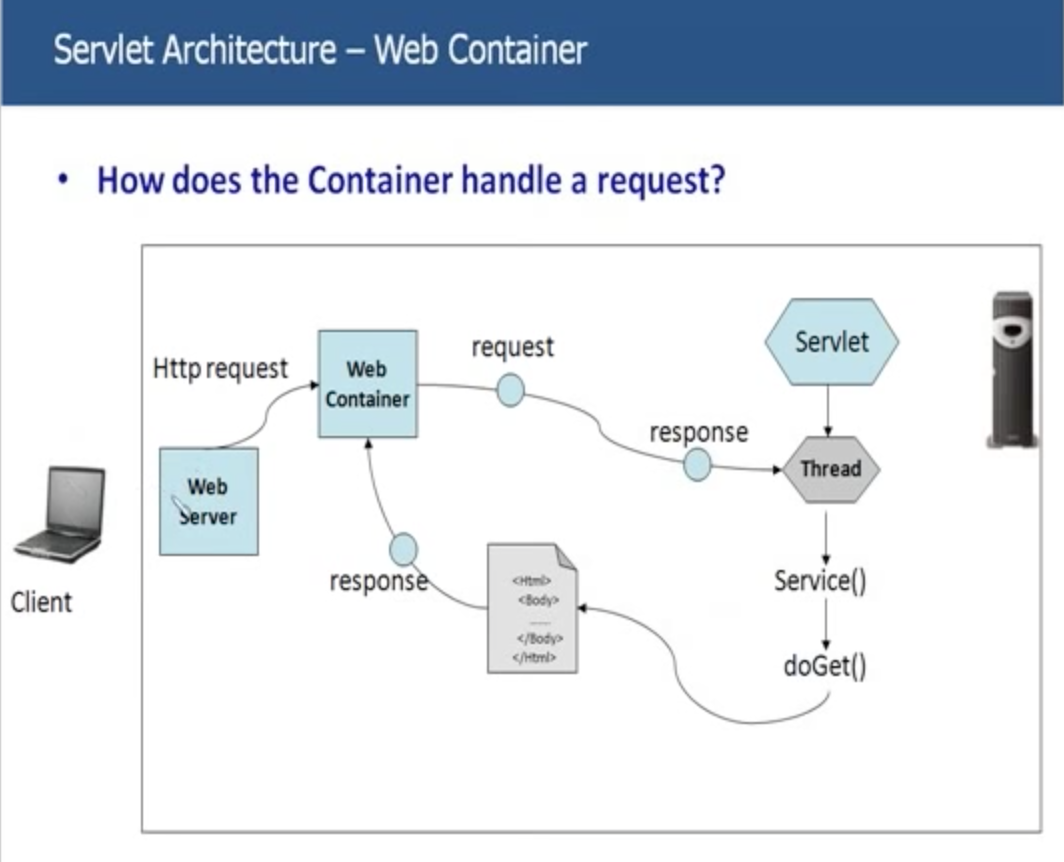 Servlet Architecture – Web Container
• How does the Container handle a request?
Http request
Web
Container
request
response
Servlet
Thread
Web
Server
Client
response
<Html>
<Body>
......
</Body>
</Html>
Service()
doGet()